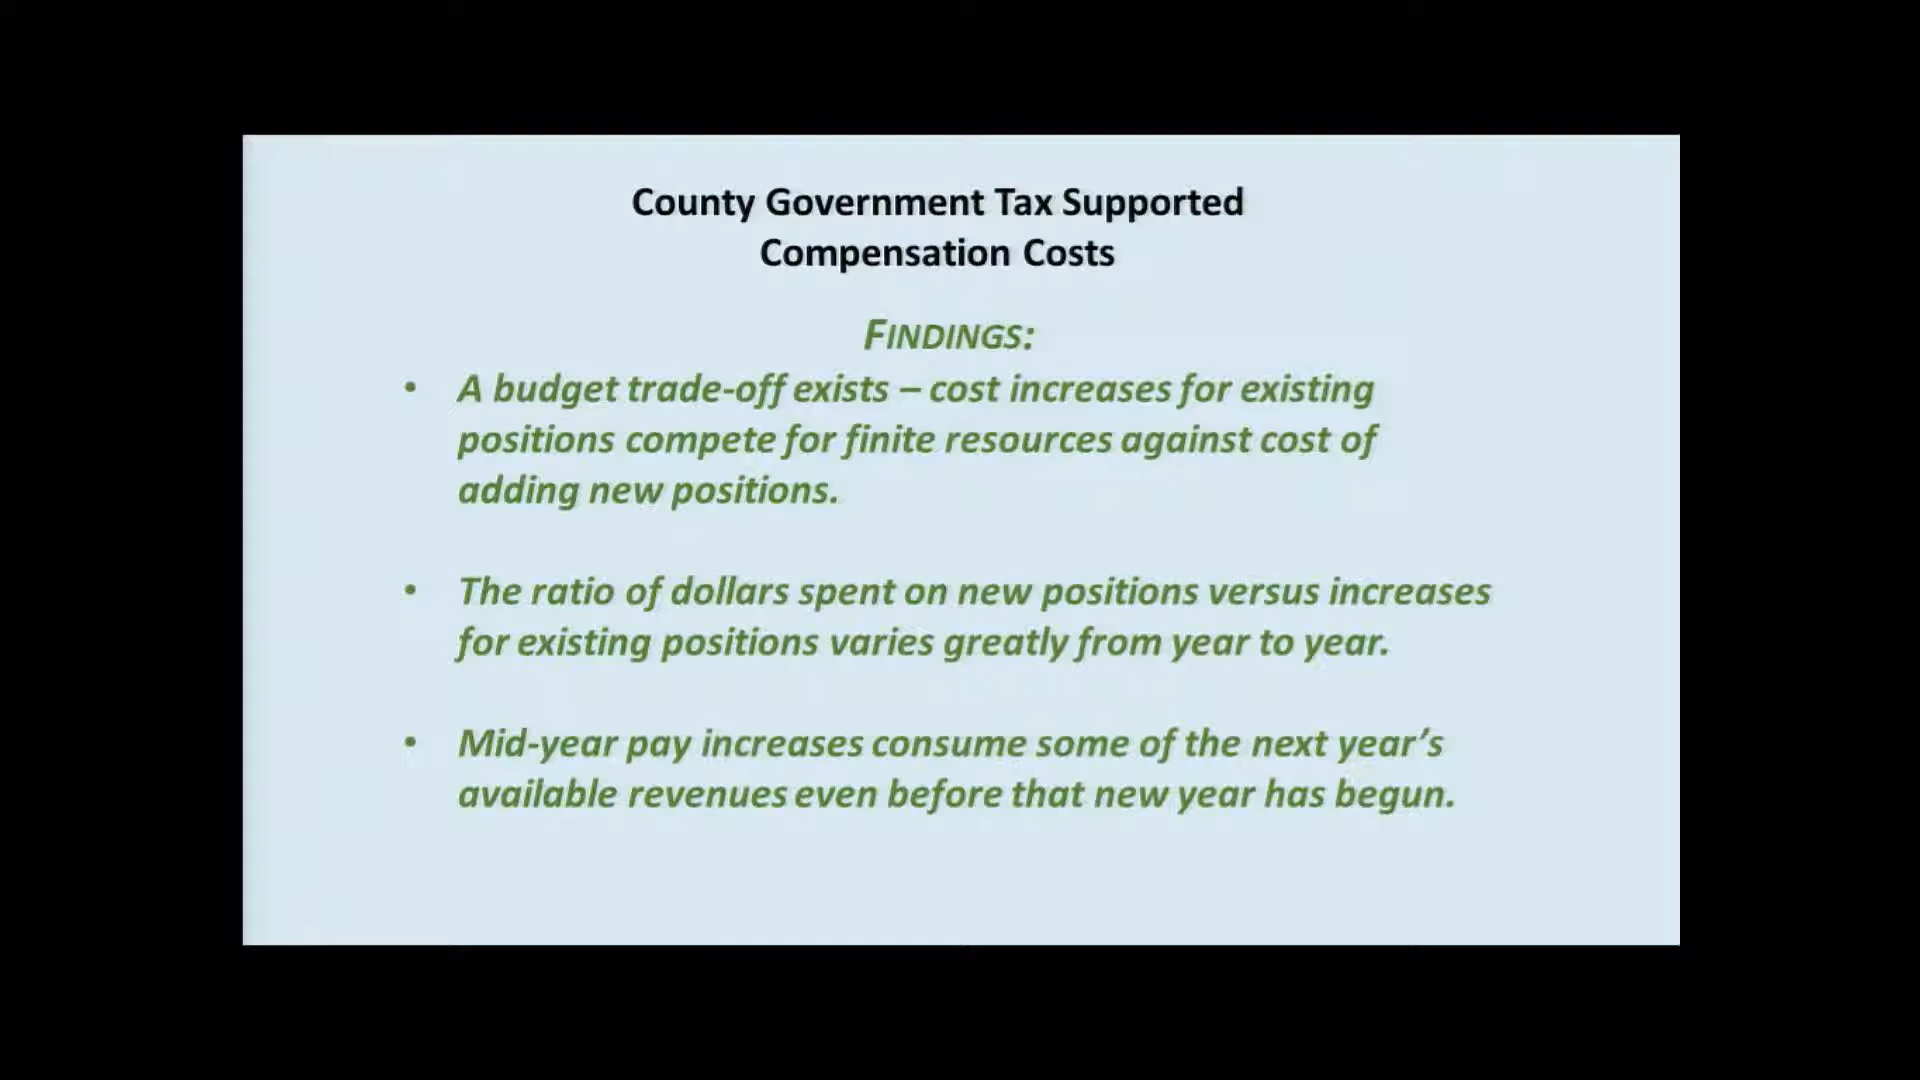 County Government Tax Supported
Compensation Costs
FINDINGS:
• A budget trade-off exists – cost increases for existing
positions compete for finite resources against cost of
adding new positions.
• The ratio of dollars spent on new positions versus increases
for existing positions varies greatly from year to year.
• Mid-year pay increases consume some of the next year’s
available revenues even before that new year has begun.